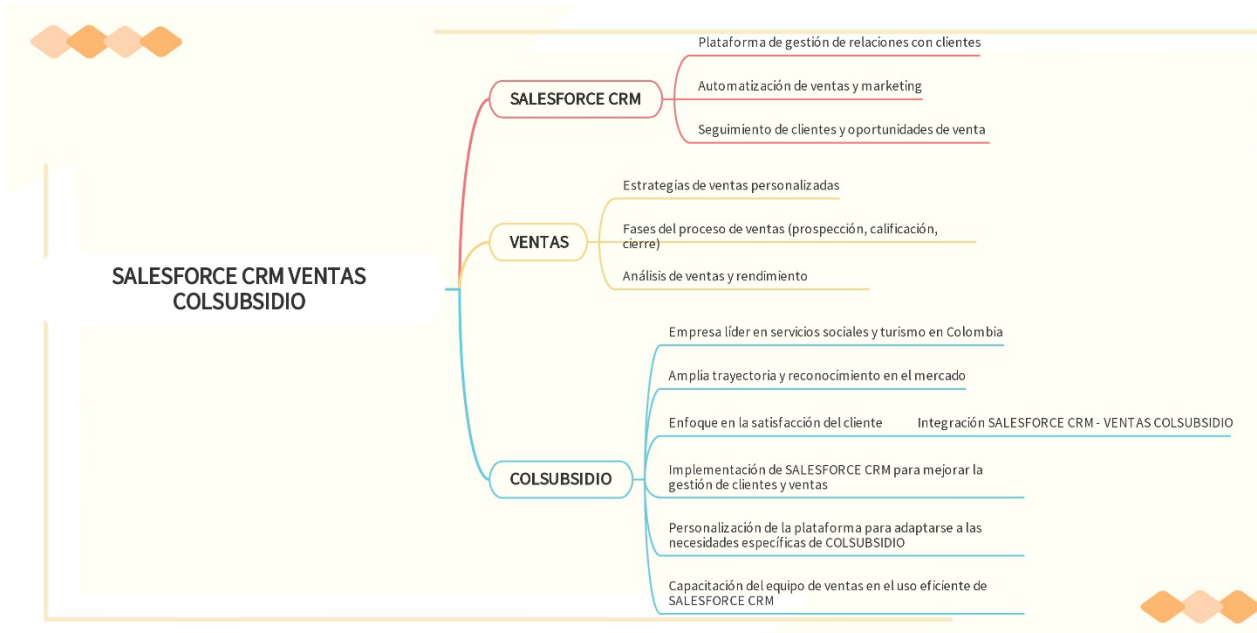 SALESFORCE CRM VENTAS
COLSUBSIDIO
SALESFORCE CRM
Plataforma de gestión de relaciones con clientes
Automatización de ventas y marketing
Seguimiento de clientes y oportunidades de venta
VENTAS
Estrategias de ventas personalizadas
Fases del proceso de ventas (prospección, calificación,
cierre)
Análisis de ventas y rendimiento
COLSUBSIDIO
Empresa líder en servicios sociales y turismo en Colombia
Amplia trayectoria y reconocimiento en el mercado
Enfoque en la satisfacción del cliente
Integración SALESFORCE CRM - VENTAS COLSUBSIDIO
Implementación de SALESFORCE CRM para mejorar la
gestión de clientes y ventas
Personalización de la plataforma para adaptarse a las
necesidades específicas de COLSUBSIDIO
Capacitación del equipo de ventas en el uso eficiente de
SALESFORCE CRM